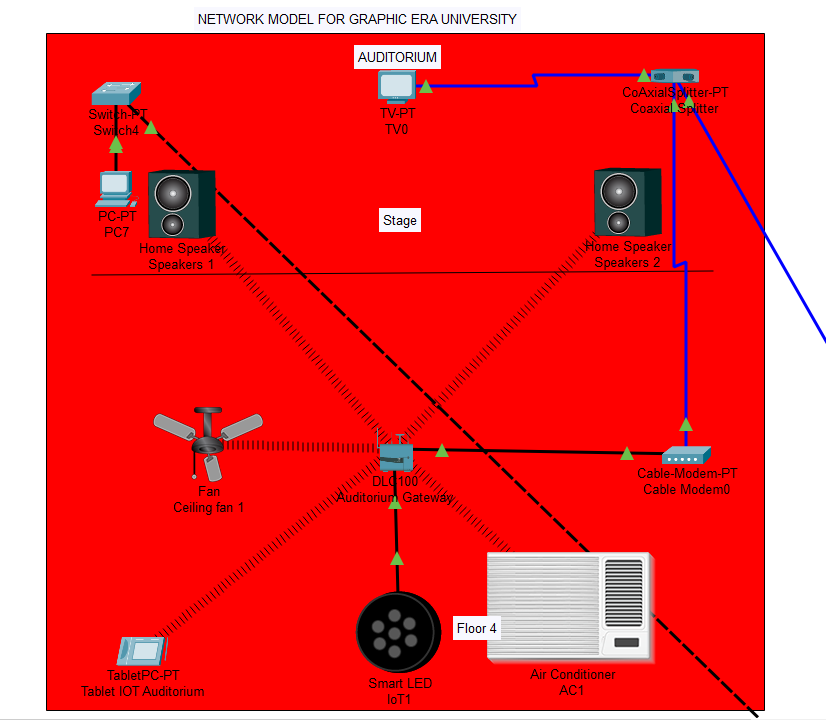 NETWORK MODEL FOR GRAPHIC ERA UNIVERSITY
AUDITORIUM
Switch-PT
Switch4
TV-PT
TV0
CoAxialSplitter-PT
Coaxial Splitter
PC-PT
PC7
Home Speaker
Speakers 1
Stage
Home Speaker
Speakers 2
Fan
Ceiling fan 1
DLC100
Auditorium Gateway
Cable-Modem-PT
Cable Modem0
TabletPC-PT
Tablet IOT Auditorium
Smart LED
IoT1
Floor 4
Air Conditioner
AC1